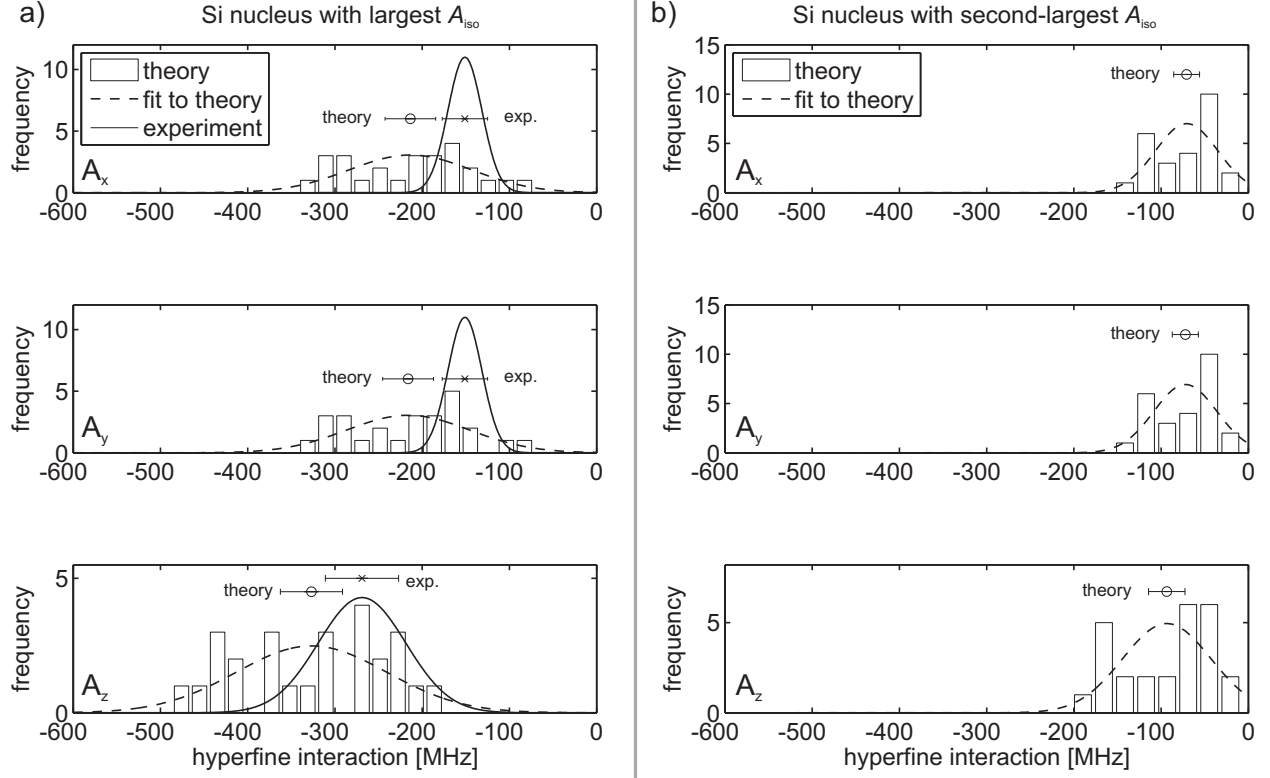 a) Si nucleus with largest A_iso
theory
fit to theory
experiment
frequency
10
5
0
theory
exp.
A_x
-600 -500 -400 -300 -200 -100 0
frequency
10
5
0
theory
exp.
A_y
-600 -500 -400 -300 -200 -100 0
frequency
5
0
theory
exp.
A_z
-600 -500 -400 -300 -200 -100 0
hyperfine interaction [MHz]
b) Si nucleus with second-largest A_iso
theory
fit to theory
frequency
15
10
5
0
theory
A_x
-600 -500 -400 -300 -200 -100 0
frequency
15
10
5
0
theory
A_y
-600 -500 -400 -300 -200 -100 0
frequency
5
0
theory
A_z
-600 -500 -400 -300 -200 -100 0
hyperfine interaction [MHz]